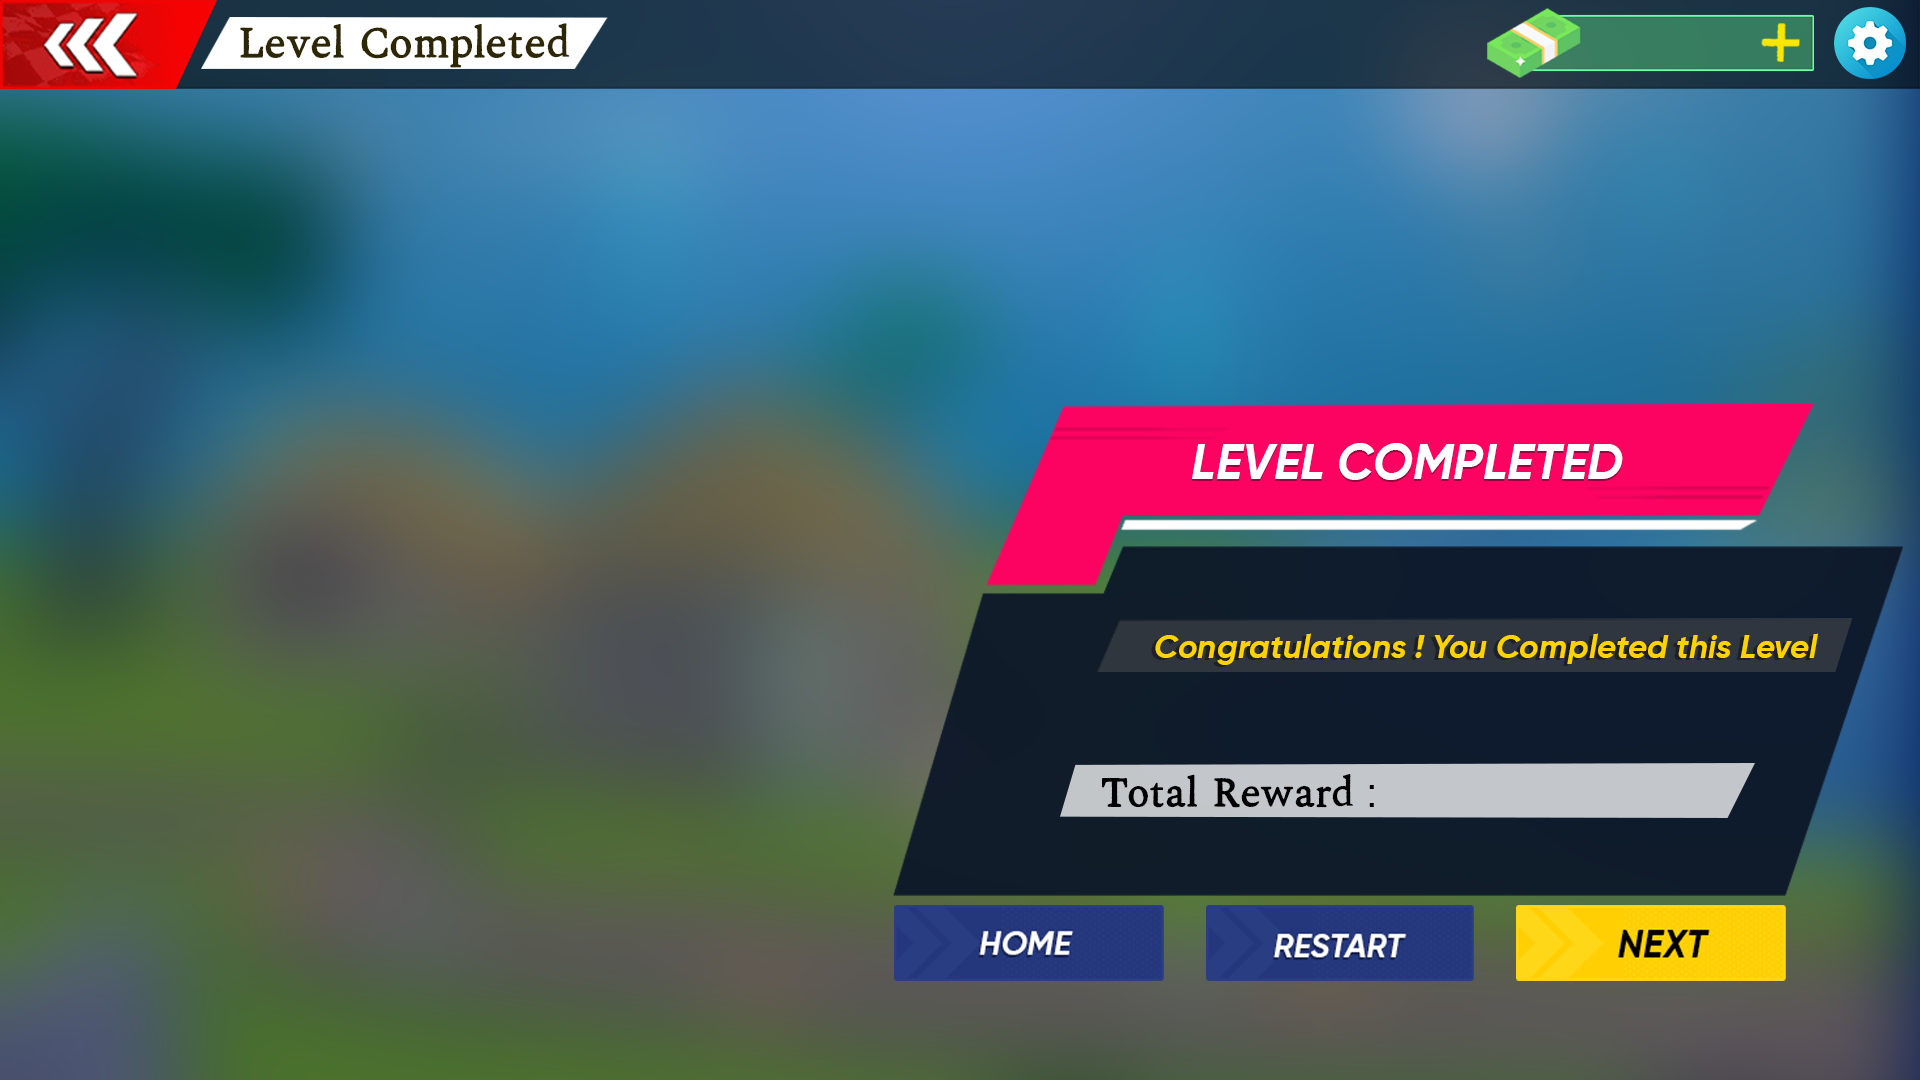 Level Completed
LEVEL COMPLETED
Congratulations ! You Completed this Level
Total Reward :
HOME
RESTART
NEXT